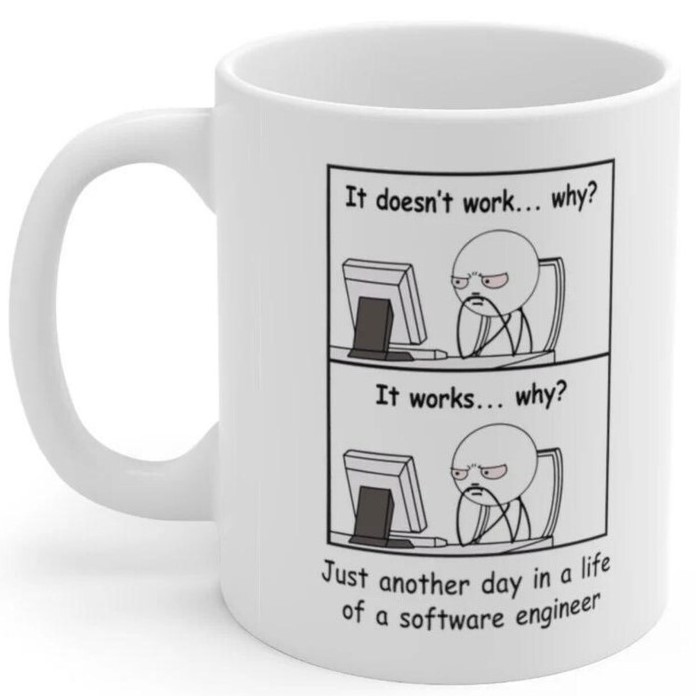 It doesn't work... why?
It works... why?
Just another day in a life
of a software engineer